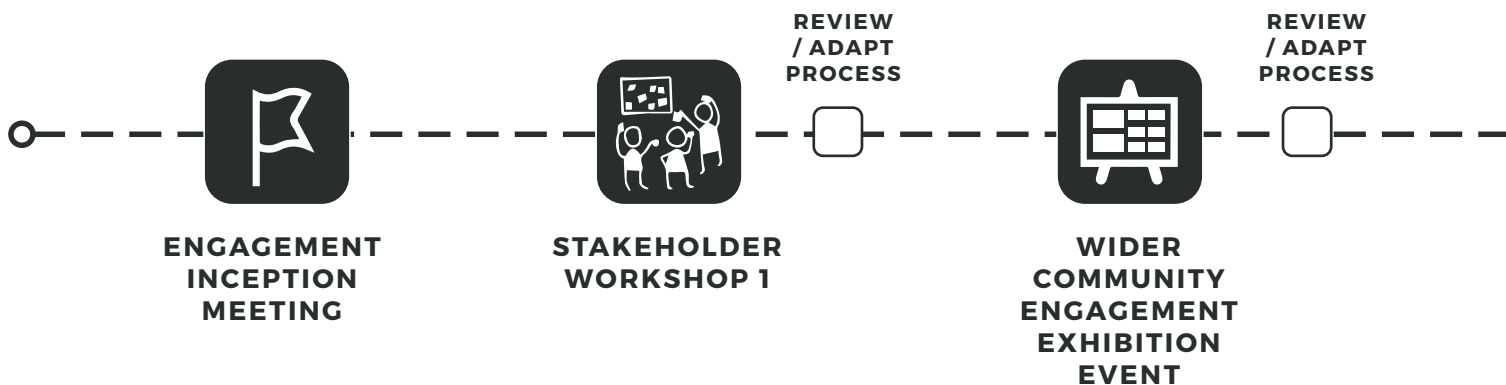 ENGAGEMENT
INCEPTION
MEETING
STAKEHOLDER
WORKSHOP 1
REVIEW
/ ADAPT
PROCESS
WIDER
COMMUNITY
ENGAGEMENT
EXHIBITION
EVENT
REVIEW
/ ADAPT
PROCESS